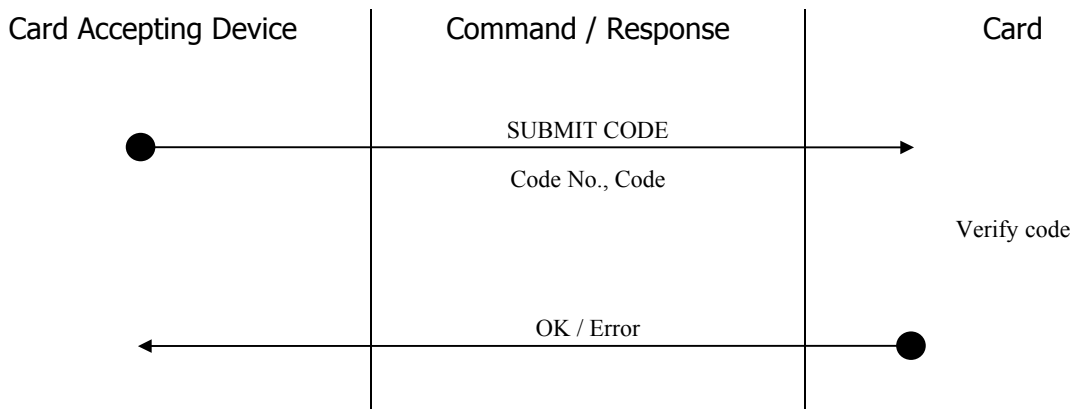 Card Accepting Device
Command / Response
Card
SUBMIT CODE
Code No., Code
Verify code
OK / Error